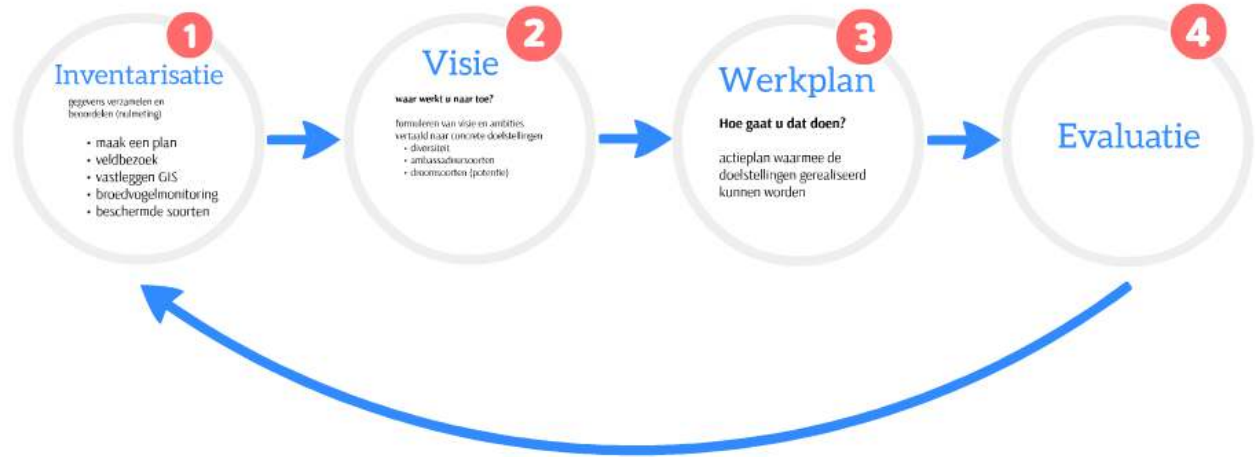 1
Inventarisatie
gegevens verzamelen en
beoordelen (nulmeting)
• maak een plan
• veldbezoek
• vastleggen GIS
• broedvogelmonitoring
• beschermde soorten
2
Visie
waar werkt u naar toe?
formuleren van visie en ambities,
vertaald naar concrete doelstellingen
• diversiteit
• ambassadeursoorten
• droomsoorten (potentie)
3
Werkplan
Hoe gaat u dat doen?
actieplan waarmee de
doelstellingen gerealiseerd
kunnen worden
4
Evaluatie